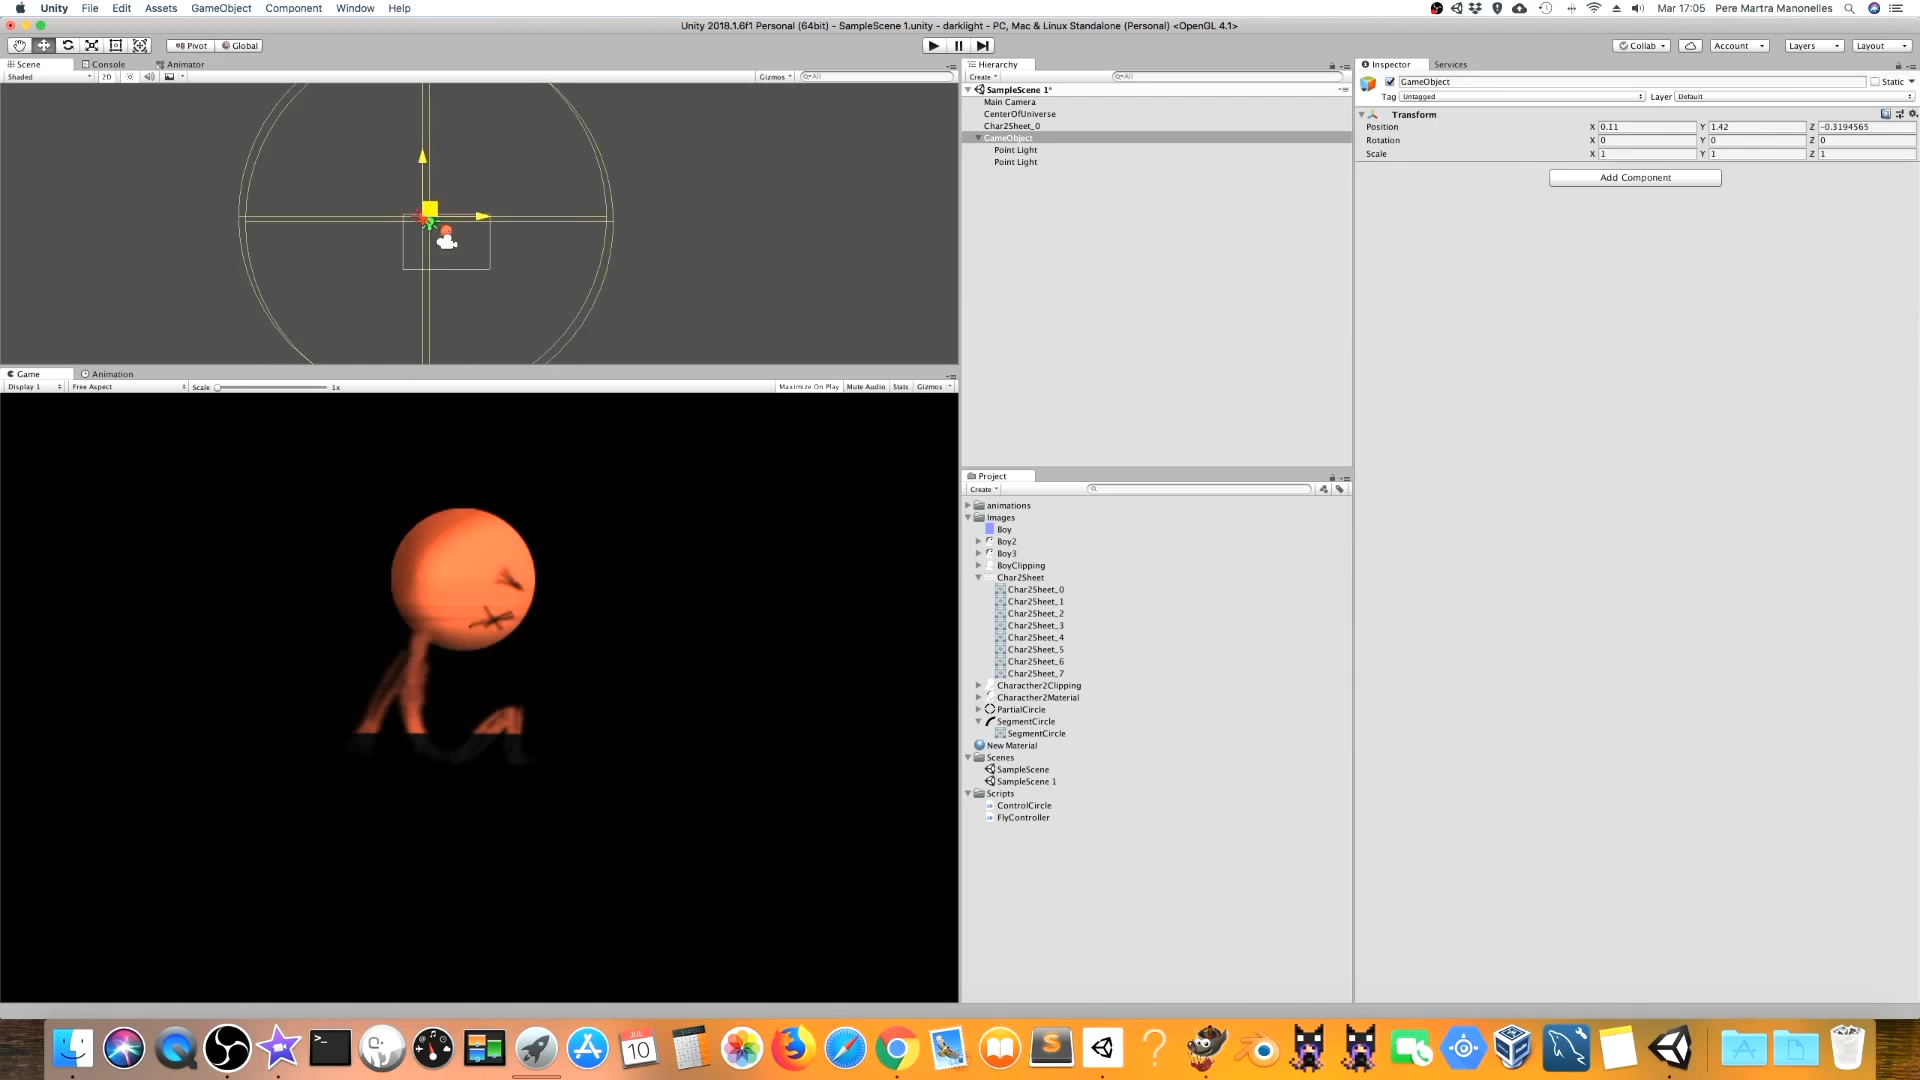 Unity File Edit Assets GameObject Component Window Help
Mar 17:05 Pere Martra Manonelles
Unity 2018.1.6f1 Personal (64bit) - SampleScene 1.unity - darklight - PC, Mac & Linux Standalone (Personal) <OpenGL 4.1>
Pivot Global
Collab Account Layers Layout
Scene Console Animator
Shaded 2D Gizmos All
Hierarchy
Create All
SampleScene 1*
Main Camera
CenterOfUniverse
Char2Sheet_0
GameObject
Point Light
Point Light
Inspector Services
GameObject Static
Tag Untagged Layer Default
Transform
Position X 0.11 Y 1.42 Z -0.3194565
Rotation X 0 Y 0 Z 0
Scale X 1 Y 1 Z 1
Add Component
Game Animation
Display 1 Free Aspect Scale 1x Maximize On Play Mute Audio Stats Gizmos
Project
Create
animations
Images
Boy
Boy2
Boy3
BoyClipping
Char2Sheet
Char2Sheet_0
Char2Sheet_1
Char2Sheet_2
Char2Sheet_3
Char2Sheet_4
Char2Sheet_5
Char2Sheet_6
Char2Sheet_7
Characther2Clipping
Characther2Material
PartialCircle
SegmentCircle
SegmentCircle
New Material
Scenes
SampleScene
SampleScene 1
Scripts
ControlCircle
FlyController
JUL
10